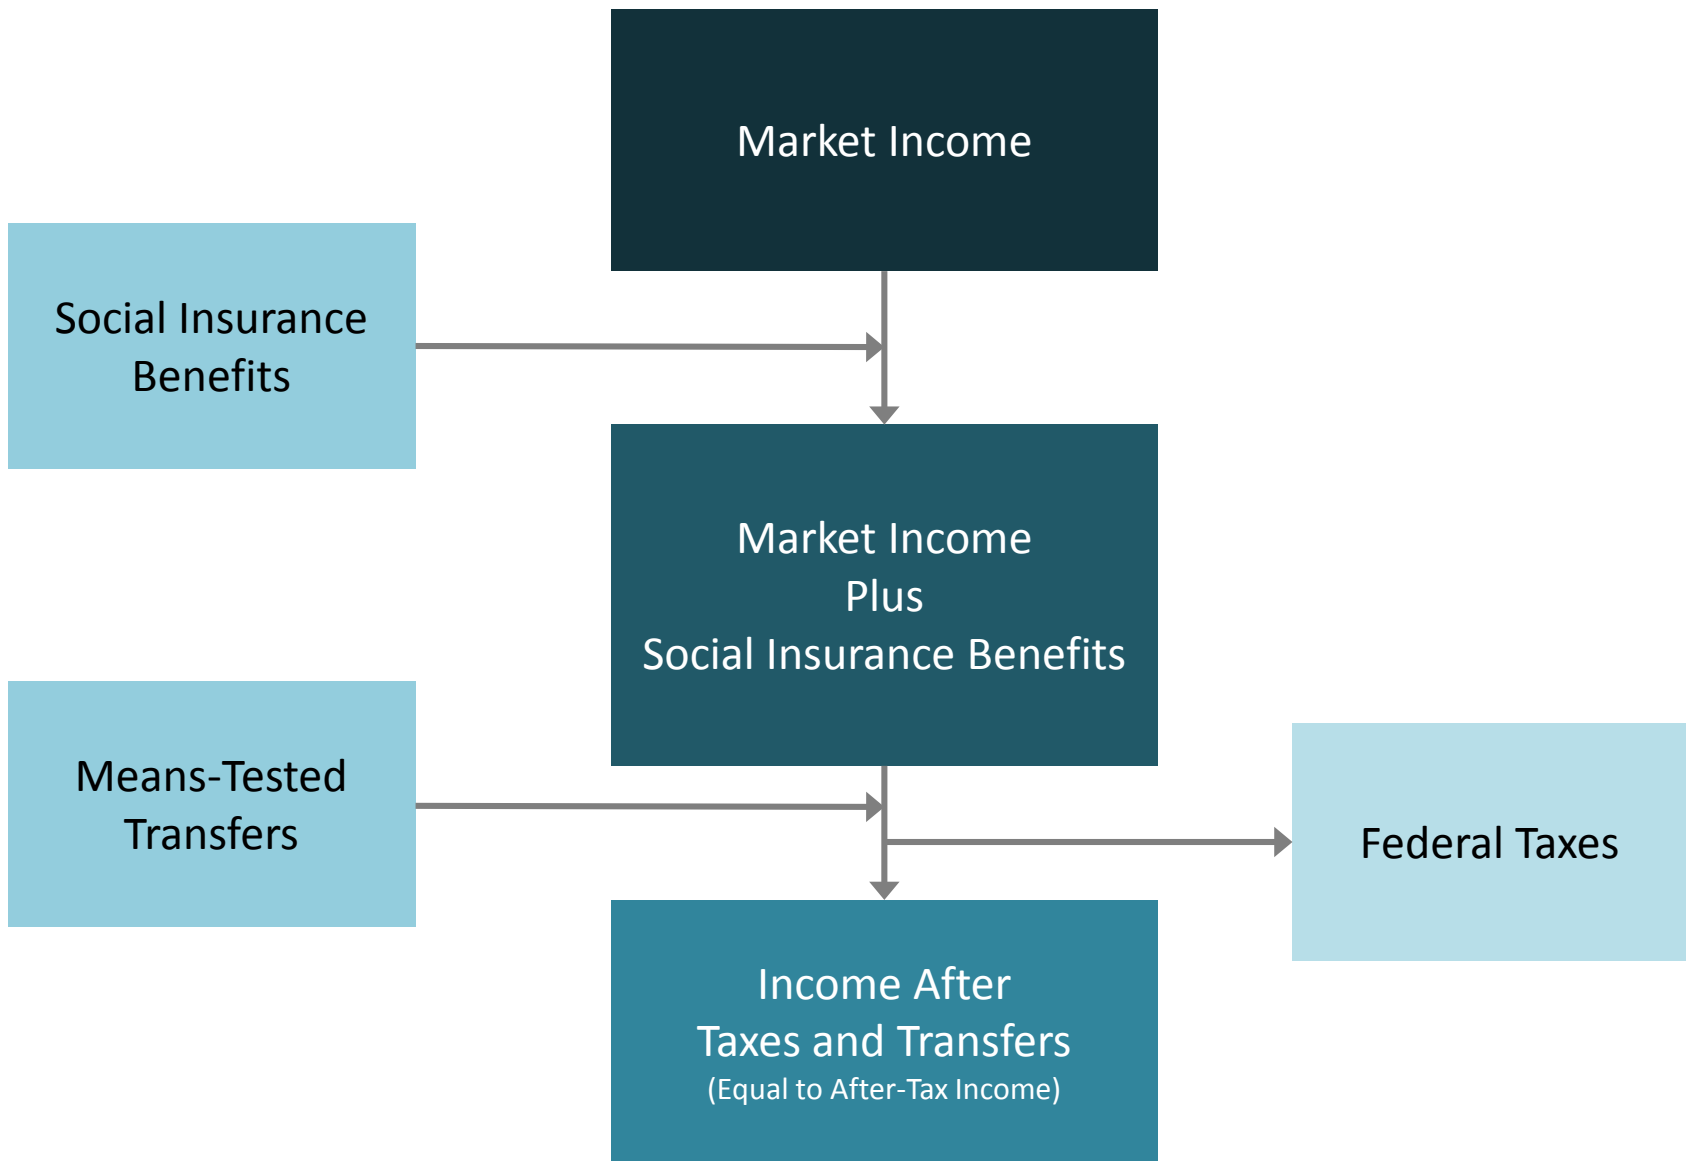 Market Income
Social Insurance
Benefits
Market Income
Plus
Social Insurance Benefits
Means-Tested
Transfers
Federal Taxes
Income After
Taxes and Transfers
(Equal to After-Tax Income)